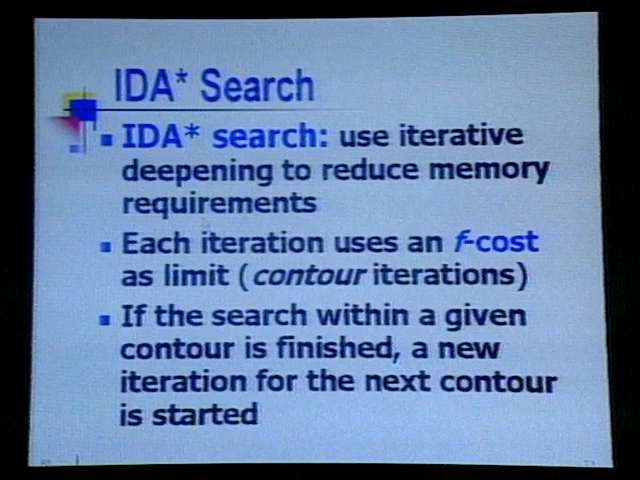 IDA* Search
IDA* search: use iterative
deepening to reduce memory
requirements
Each iteration uses an f-cost
as limit (contour iterations)
If the search within a given
contour is finished, a new
iteration for the next contour
is started